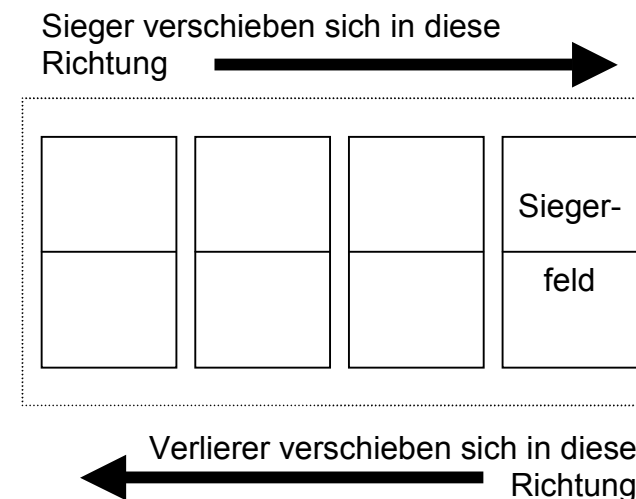 Sieger verschieben sich in diese
Richtung
Sieger-
feld
Verlierer verschieben sich in diese
Richtung